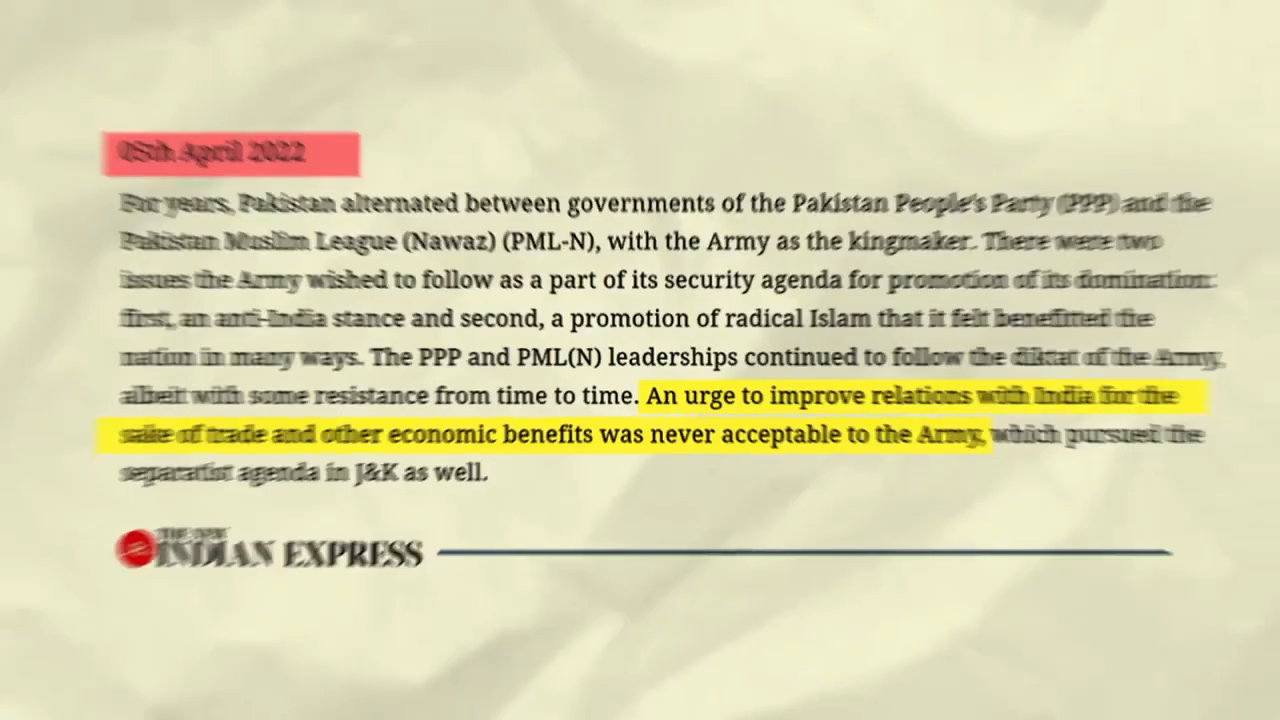 05th April 2022
For years, Pakistan alternated between governments of the Pakistan People's Party (PPP) and the
Pakistan Muslim League (Nawaz) (PML-N), with the Army as the kingmaker. There were two
issues the Army wished to follow as a part of its security agenda for promotion of its domination:
first, an anti-India stance and second, a promotion of radical Islam that it felt benefitted the
nation in many ways. The PPP and PML(N) leaderships continued to follow the diktat of the Army,
albeit with some resistance from time to time. An urge to improve relations with India for the
sake of trade and other economic benefits was never acceptable to the Army, which pursued the
separatist agenda in J&K as well.
THE NEW
INDIAN EXPRESS